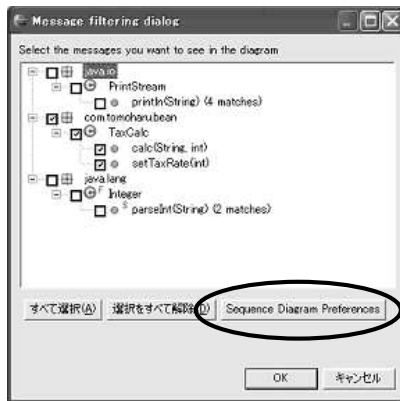 Message filtering dialog
Select the messages you want to see in the diagram
java.io
PrintStream
println(String) (4 matches)
com.tomoharu.bean
TaxCalc
calc(String, int)
setTaxRate(int)
java.lang
F Integer
S parseInt(String) (2 matches)
すべて選択(A) 選択をすべて解除(D) Sequence Diagram Preferences
OK キャンセル